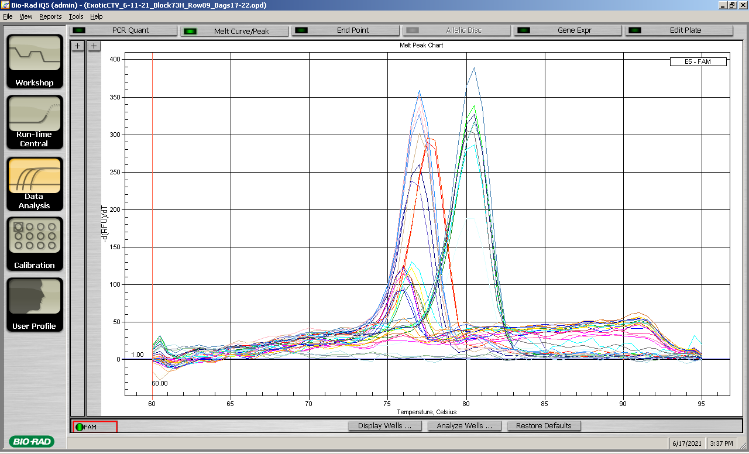 Bio-Rad iQ5 (admin) - (ExoticCTV_6-11-21_BlockT3H_Row09_Bags17-22.opd)
File View Reports Tools Help
PCR Quant
Melt Curve/Peak
End Point
Allelic Disc
Gene Expr
Edit Plate
Workshop
Run-Time
Central
Data
Analysis
Calibration
User Profile
Melt Peak Chart
E5 - FAM
400
350
300
250
200
150
100
50
0
-d(RFU)/dT
1.00
60.00
60 65 70 75 80 85 90 95
Temperature, Celsius
FAM
Display Wells ...
Analyze Wells ...
Restore Defaults
BIO-RAD
6/17/2021 3:37 PM